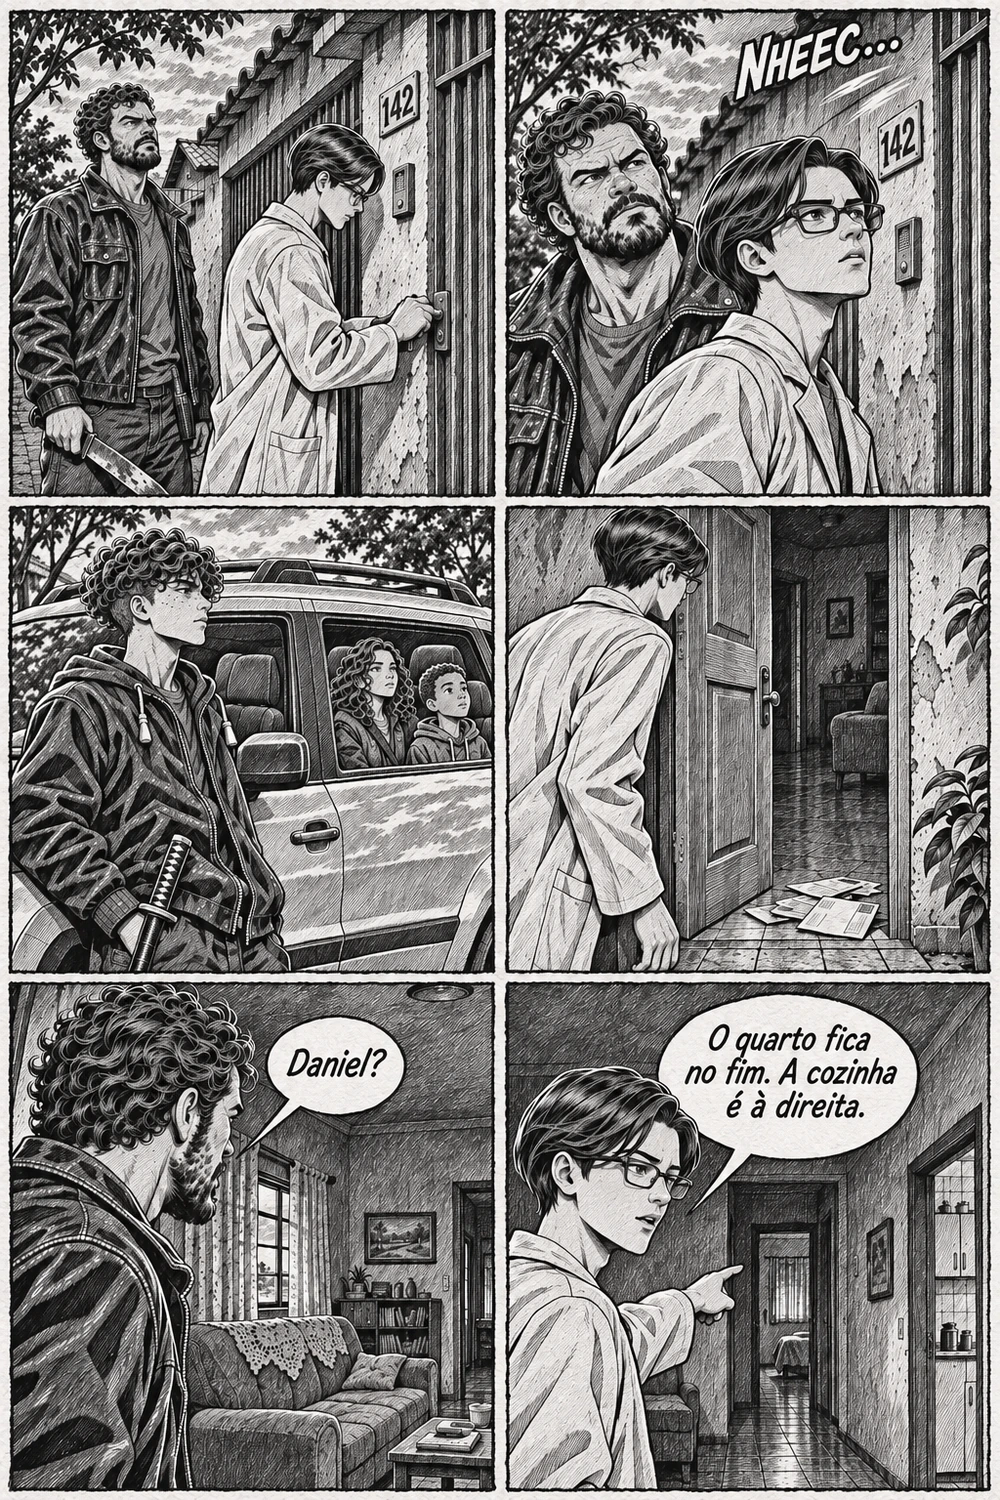 142
NHEEC...
142
Daniel?
O quarto fica
no fim. A cozinha
é à direita.